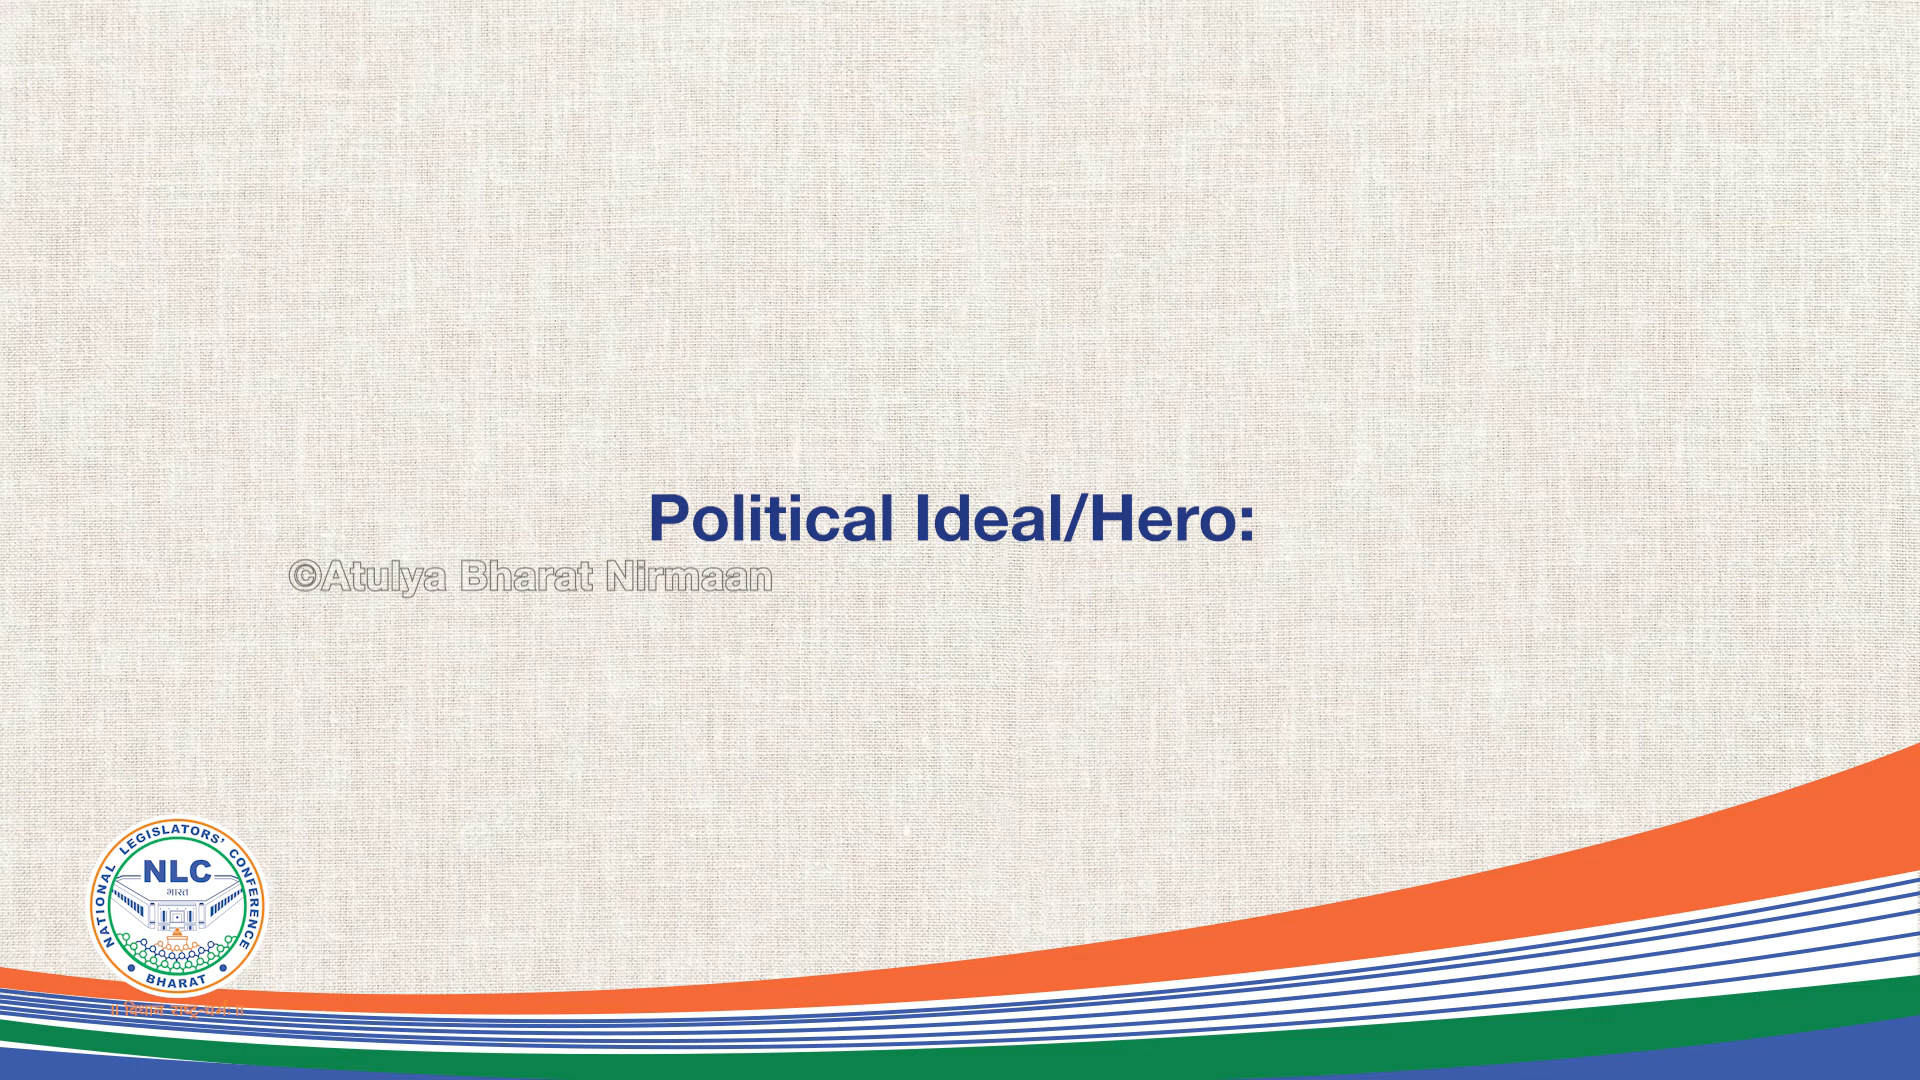 Political Ideal/Hero:
©Atulya Bharat Nirmaan
NATIONAL LEGISLATORS' CONFERENCE
NLC
भारत
BHARAT